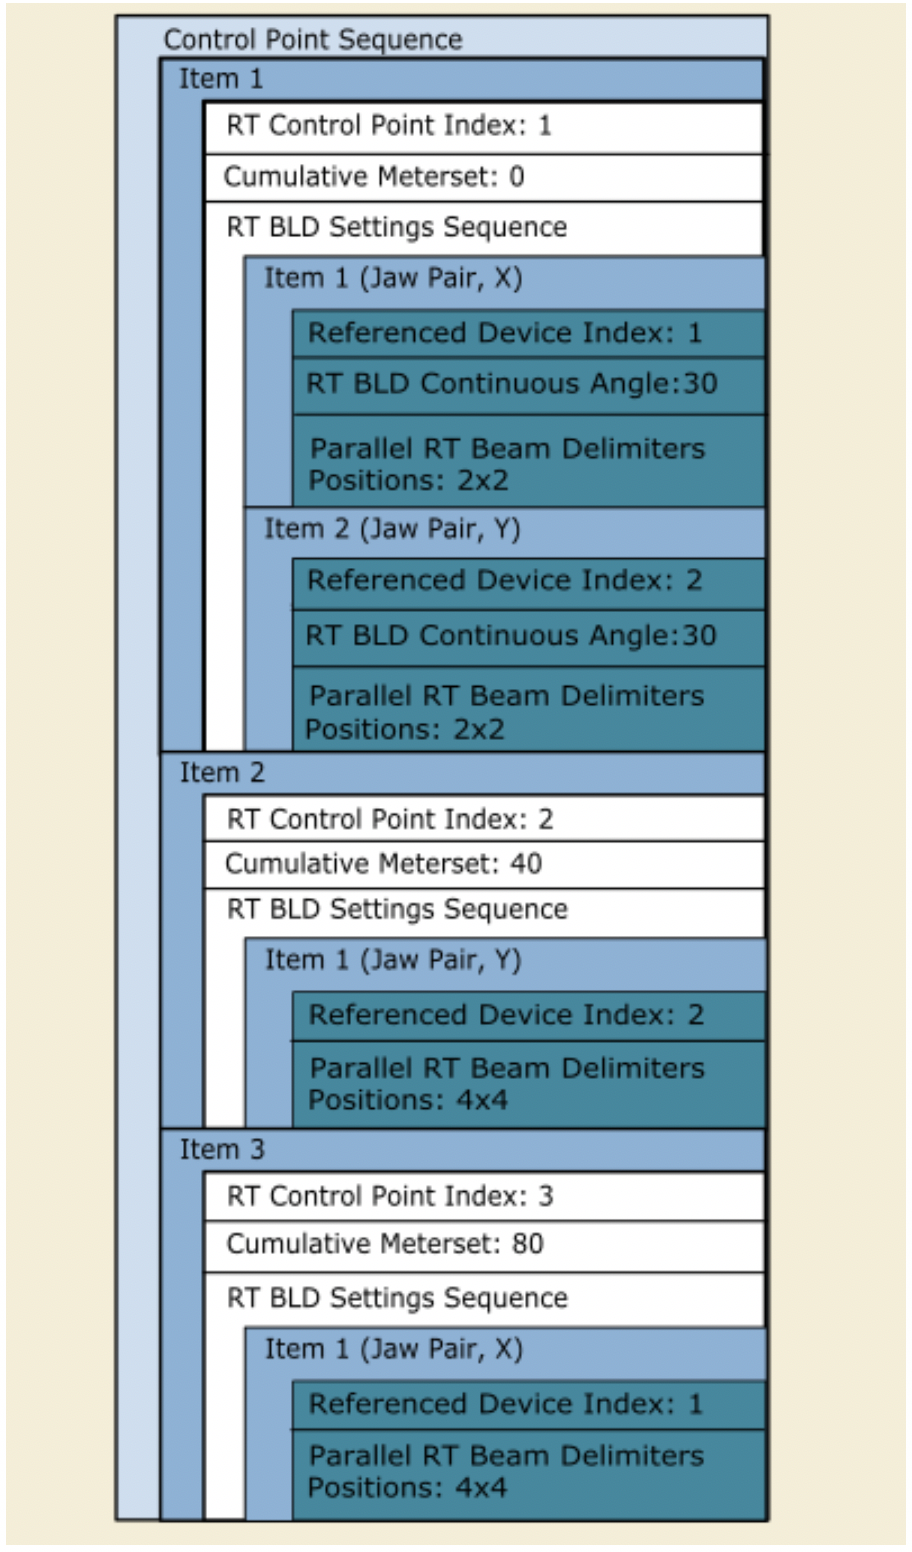 Control Point Sequence
Item 1
RT Control Point Index: 1
Cumulative Meterset: 0
RT BLD Settings Sequence
Item 1 (Jaw Pair, X)
Referenced Device Index: 1
RT BLD Continuous Angle:30
Parallel RT Beam Delimiters
Positions: 2x2
Item 2 (Jaw Pair, Y)
Referenced Device Index: 2
RT BLD Continuous Angle:30
Parallel RT Beam Delimiters
Positions: 2x2
Item 2
RT Control Point Index: 2
Cumulative Meterset: 40
RT BLD Settings Sequence
Item 1 (Jaw Pair, Y)
Referenced Device Index: 2
Parallel RT Beam Delimiters
Positions: 4x4
Item 3
RT Control Point Index: 3
Cumulative Meterset: 80
RT BLD Settings Sequence
Item 1 (Jaw Pair, X)
Referenced Device Index: 1
Parallel RT Beam Delimiters
Positions: 4x4